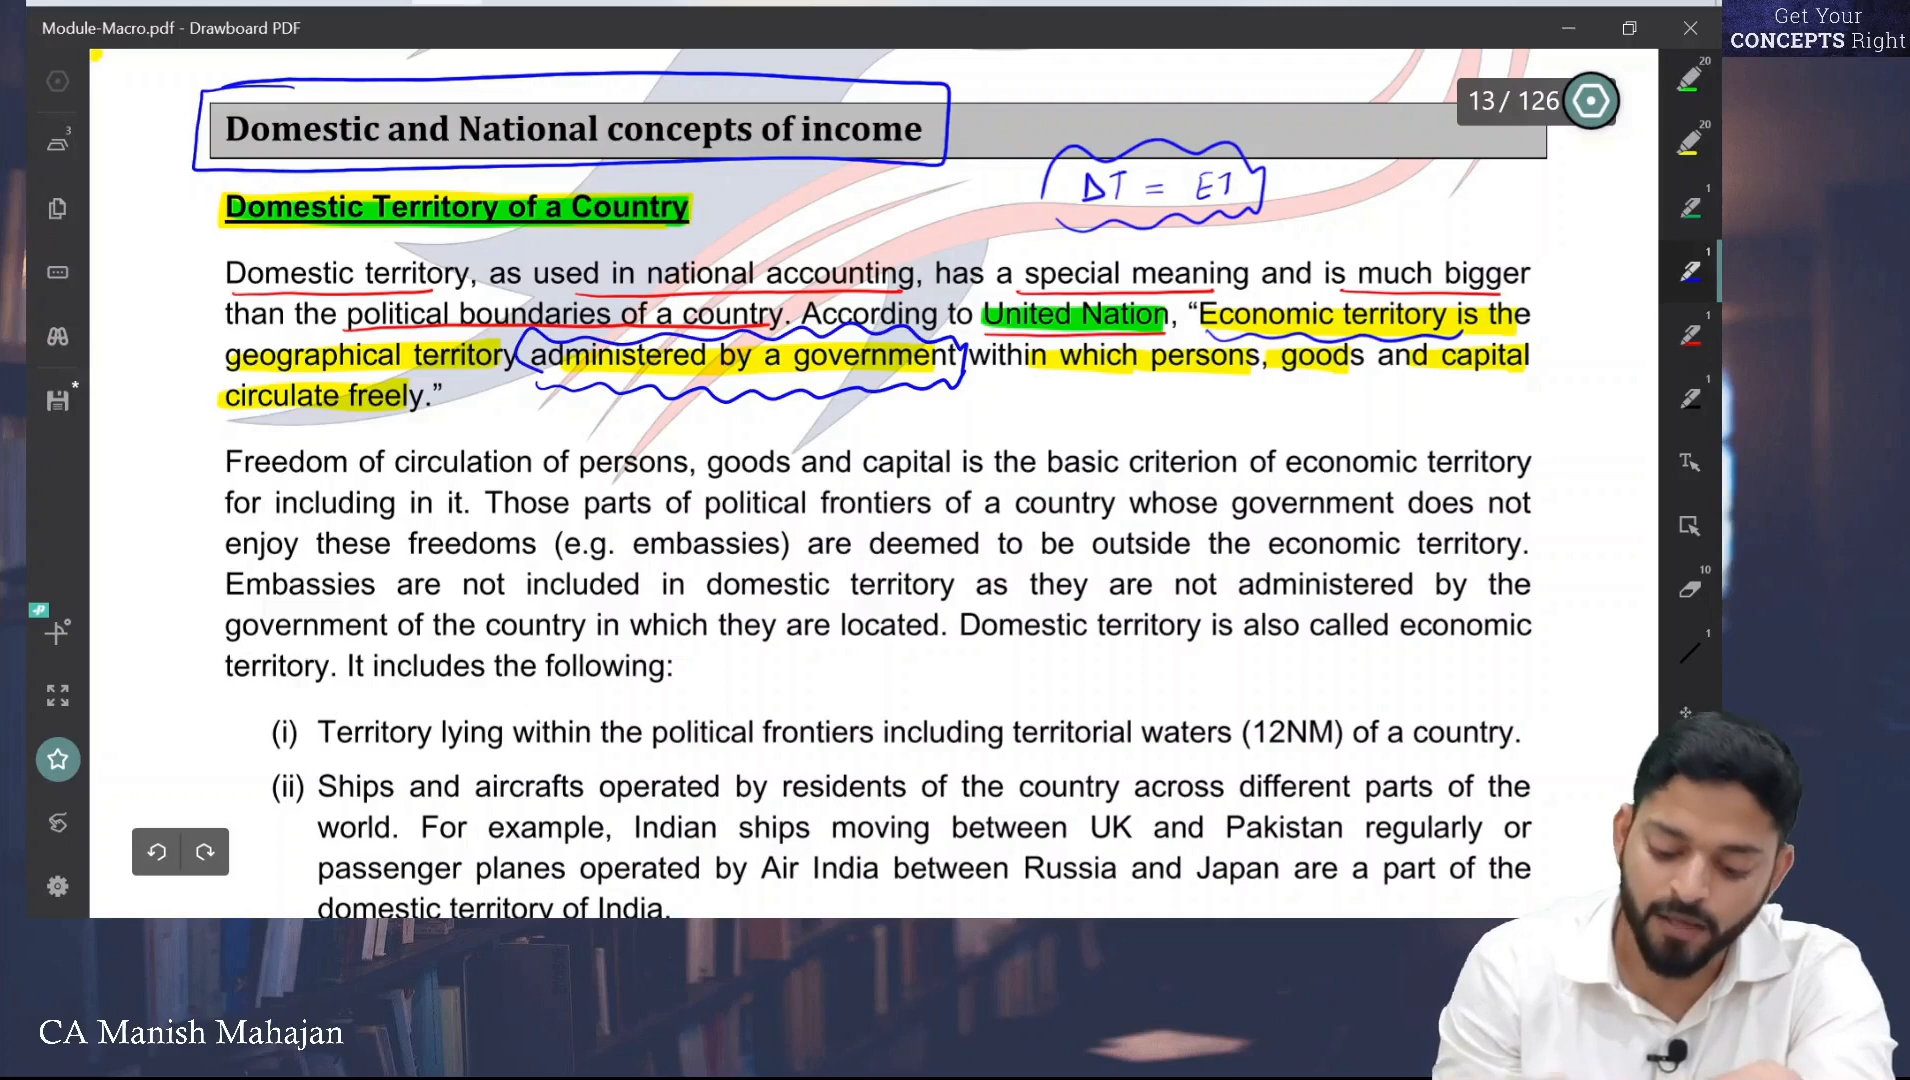 Module-Macro.pdf - Drawboard PDF
Get Your
CONCEPTS Right
13 / 126
Domestic and National concepts of income
DT = ET
Domestic Territory of a Country
Domestic territory, as used in national accounting, has a special meaning and is much bigger
than the political boundaries of a country. According to United Nation, “Economic territory is the
geographical territory administered by a government within which persons, goods and capital
circulate freely.”
Freedom of circulation of persons, goods and capital is the basic criterion of economic territory
for including in it. Those parts of political frontiers of a country whose government does not
enjoy these freedoms (e.g. embassies) are deemed to be outside the economic territory.
Embassies are not included in domestic territory as they are not administered by the
government of the country in which they are located. Domestic territory is also called economic
territory. It includes the following:
(i) Territory lying within the political frontiers including territorial waters (12NM) of a country.
(ii) Ships and aircrafts operated by residents of the country across different parts of the
world. For example, Indian ships moving between UK and Pakistan regularly or
passenger planes operated by Air India between Russia and Japan are a part of the
domestic territory of India.
3
20
20
1
1
1
1
10
1
CA Manish Mahajan